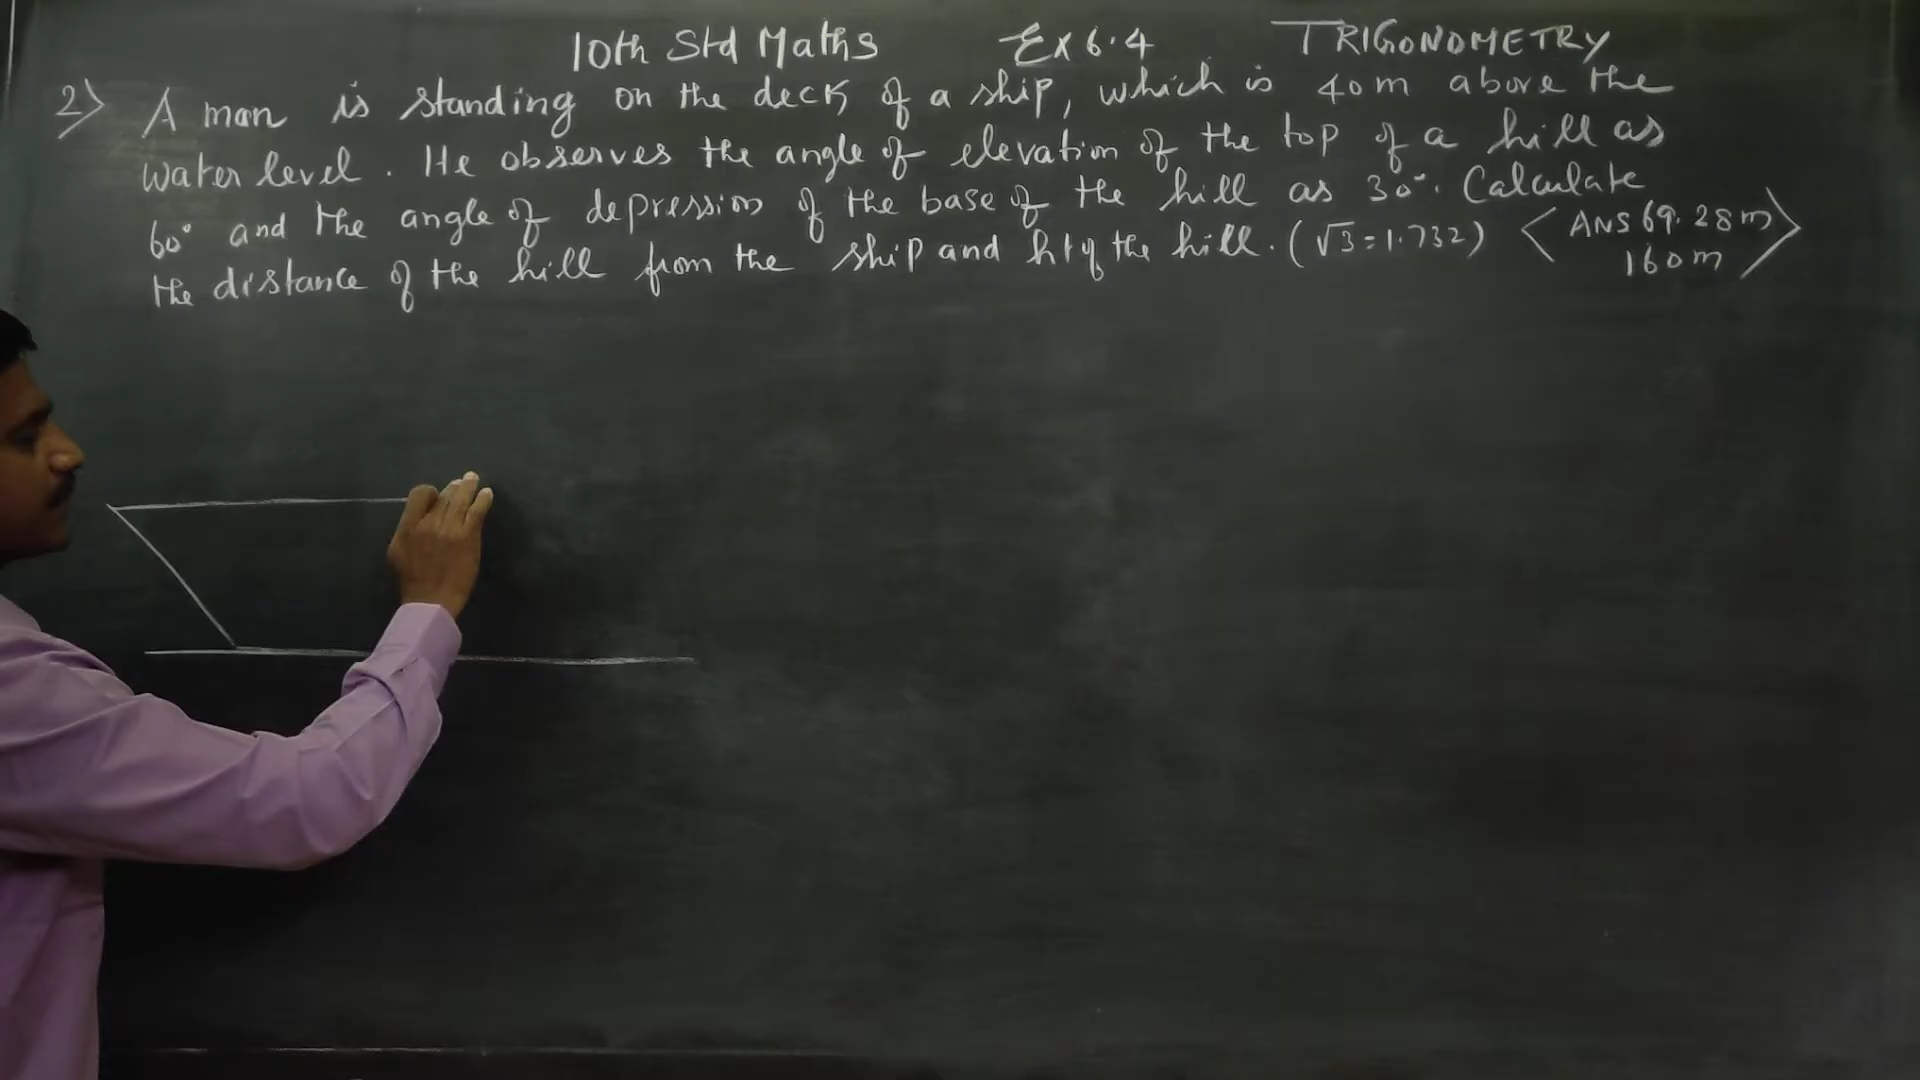 10th Std Maths Ex 6.4 TRIGONOMETRY
2) A man is standing on the deck of a ship, which is 40m above the
water level. He observes the angle of elevation of the top of a hill as
60° and the angle of depression of the base of the hill as 30°. Calculate
the distance of the hill from the ship and ht of the hill. (√3=1.732) <ANS 69.28m>
160m